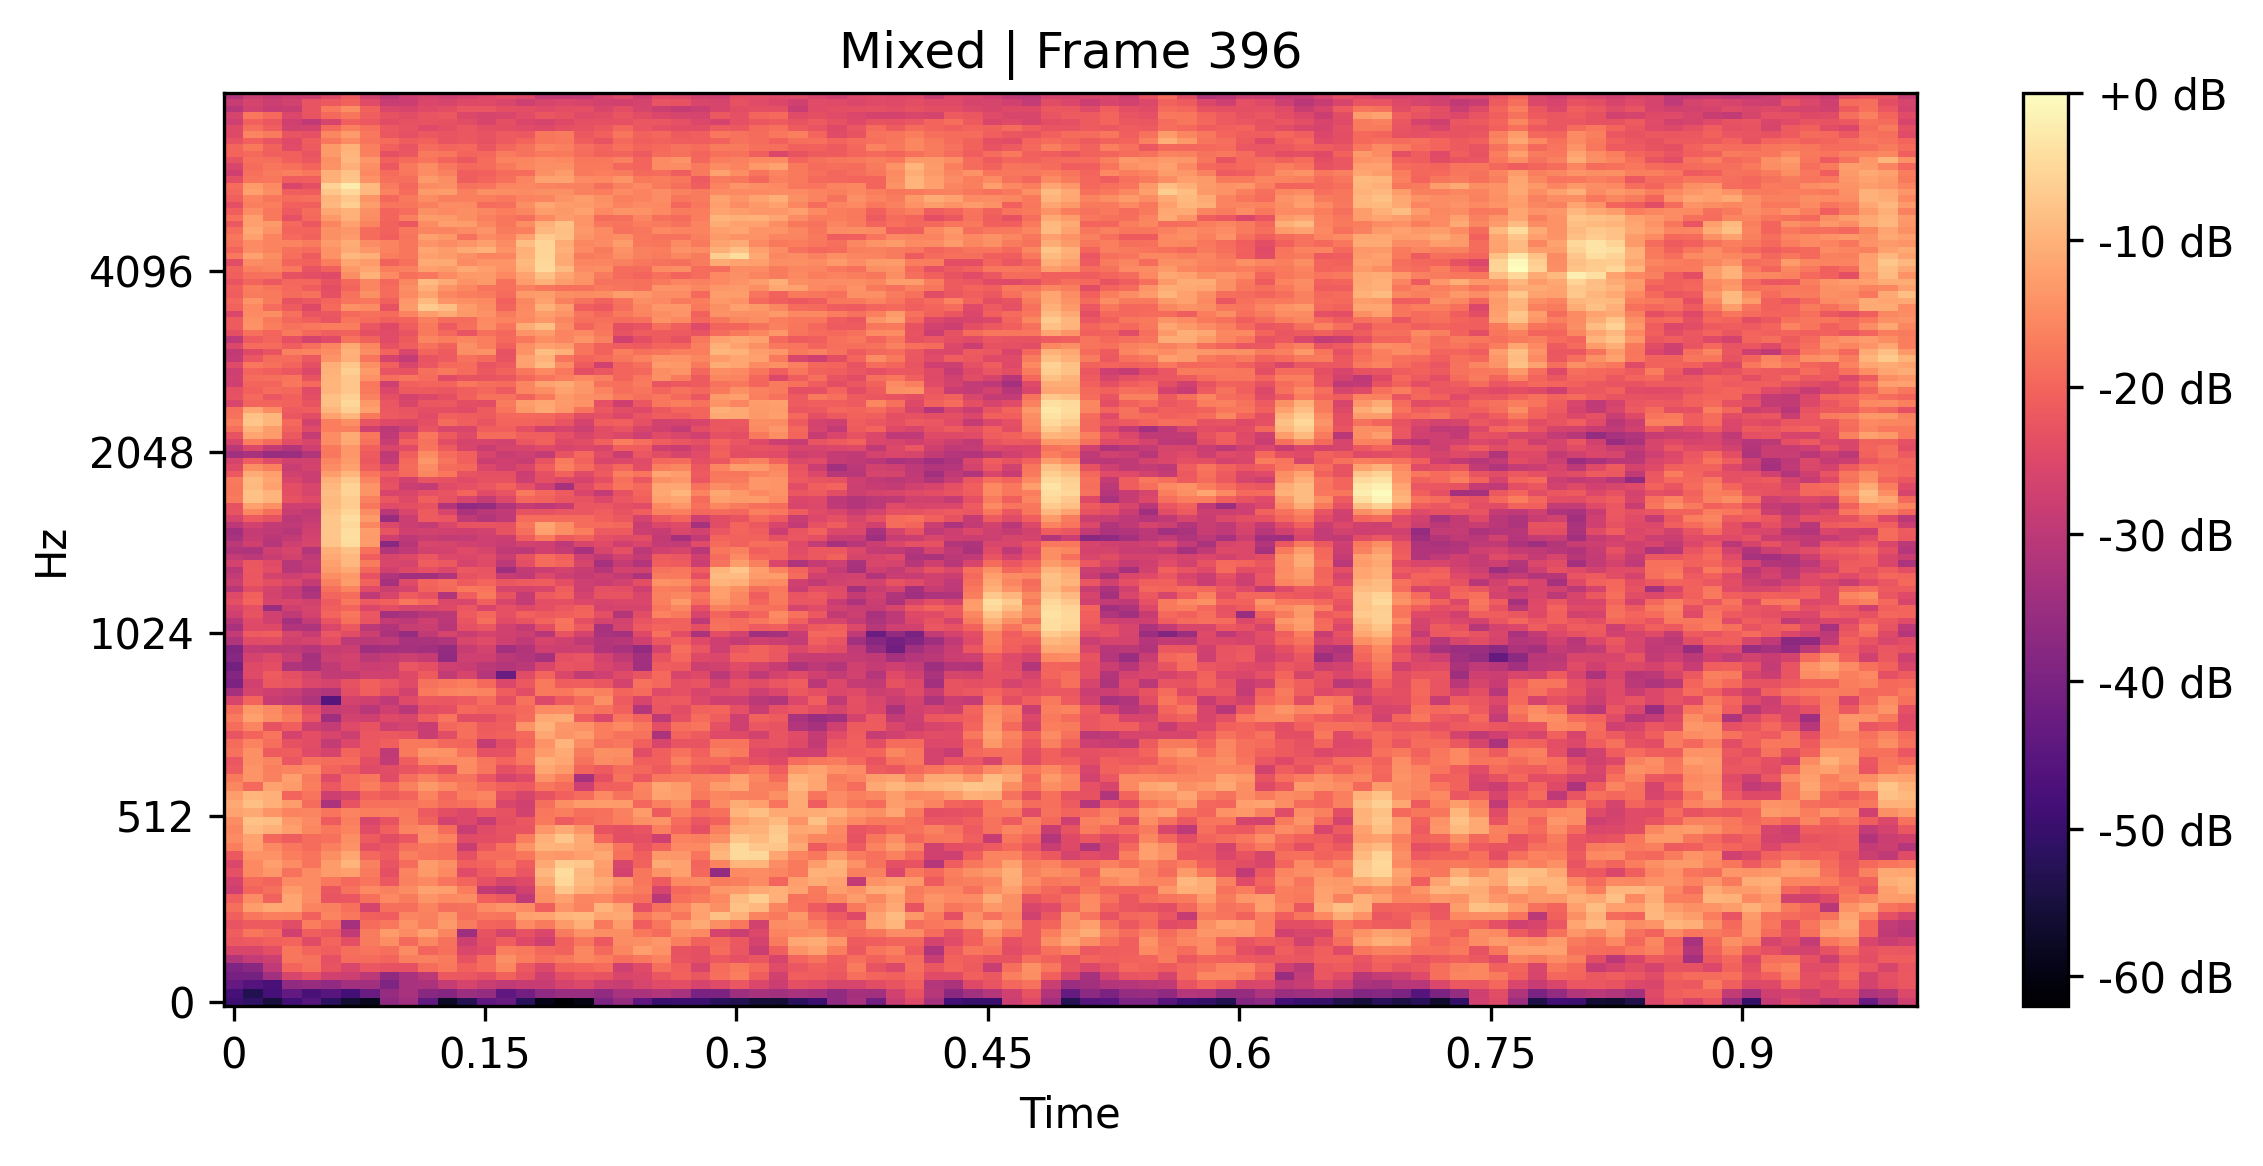 Mixed | Frame 396
+0 dB
-10 dB
-20 dB
-30 dB
-40 dB
-50 dB
-60 dB
4096
2048
1024
512
0
Hz
0 0.15 0.3 0.45 0.6 0.75 0.9
Time